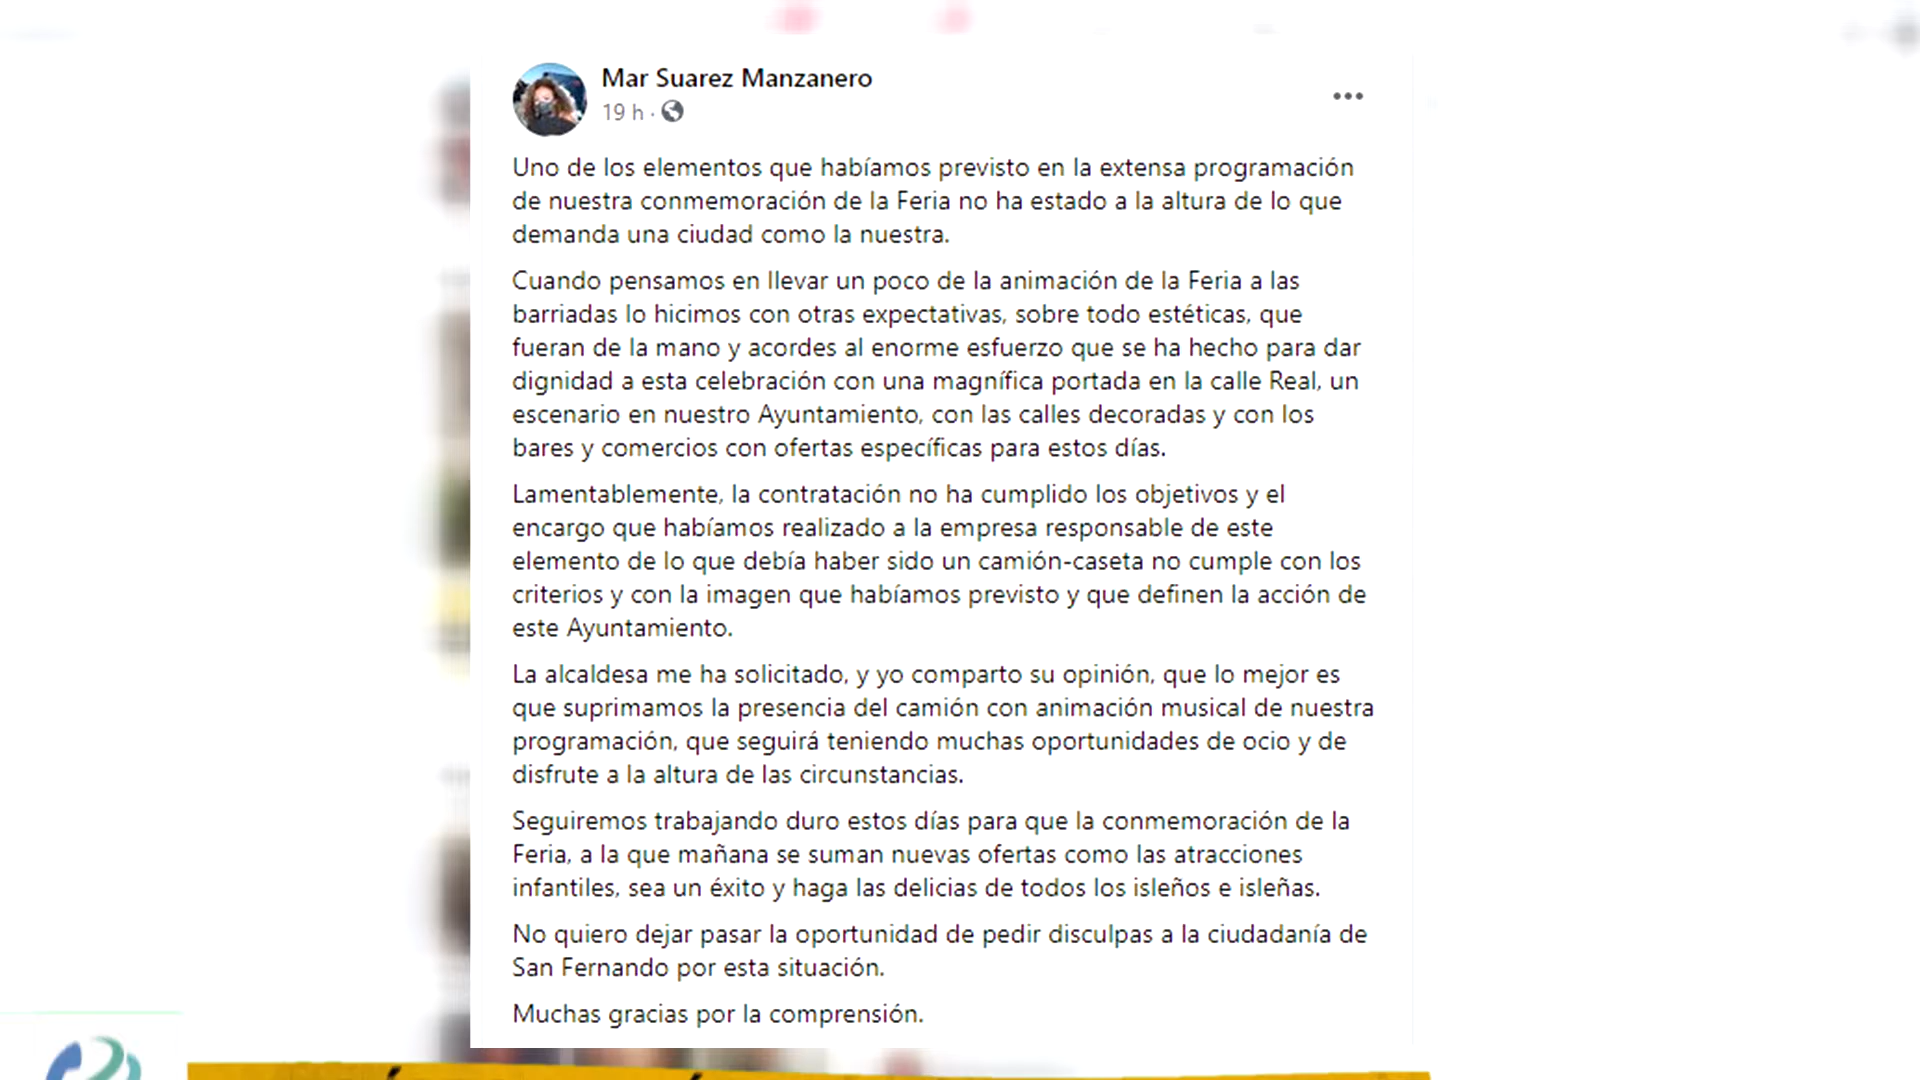 Mar Suarez Manzanero
19 h ·
Uno de los elementos que habíamos previsto en la extensa programación
de nuestra conmemoración de la Feria no ha estado a la altura de lo que
demanda una ciudad como la nuestra.
Cuando pensamos en llevar un poco de la animación de la Feria a las
barriadas lo hicimos con otras expectativas, sobre todo estéticas, que
fueran de la mano y acordes al enorme esfuerzo que se ha hecho para dar
dignidad a esta celebración con una magnífica portada en la calle Real, un
escenario en nuestro Ayuntamiento, con las calles decoradas y con los
bares y comercios con ofertas específicas para estos días.
Lamentablemente, la contratación no ha cumplido los objetivos y el
encargo que habíamos realizado a la empresa responsable de este
elemento de lo que debía haber sido un camión-caseta no cumple con los
criterios y con la imagen que habíamos previsto y que definen la acción de
este Ayuntamiento.
La alcaldesa me ha solicitado, y yo comparto su opinión, que lo mejor es
que suprimamos la presencia del camión con animación musical de nuestra
programación, que seguirá teniendo muchas oportunidades de ocio y de
disfrute a la altura de las circunstancias.
Seguiremos trabajando duro estos días para que la conmemoración de la
Feria, a la que mañana se suman nuevas ofertas como las atracciones
infantiles, sea un éxito y haga las delicias de todos los isleños e isleñas.
No quiero dejar pasar la oportunidad de pedir disculpas a la ciudadanía de
San Fernando por esta situación.
Muchas gracias por la comprensión.